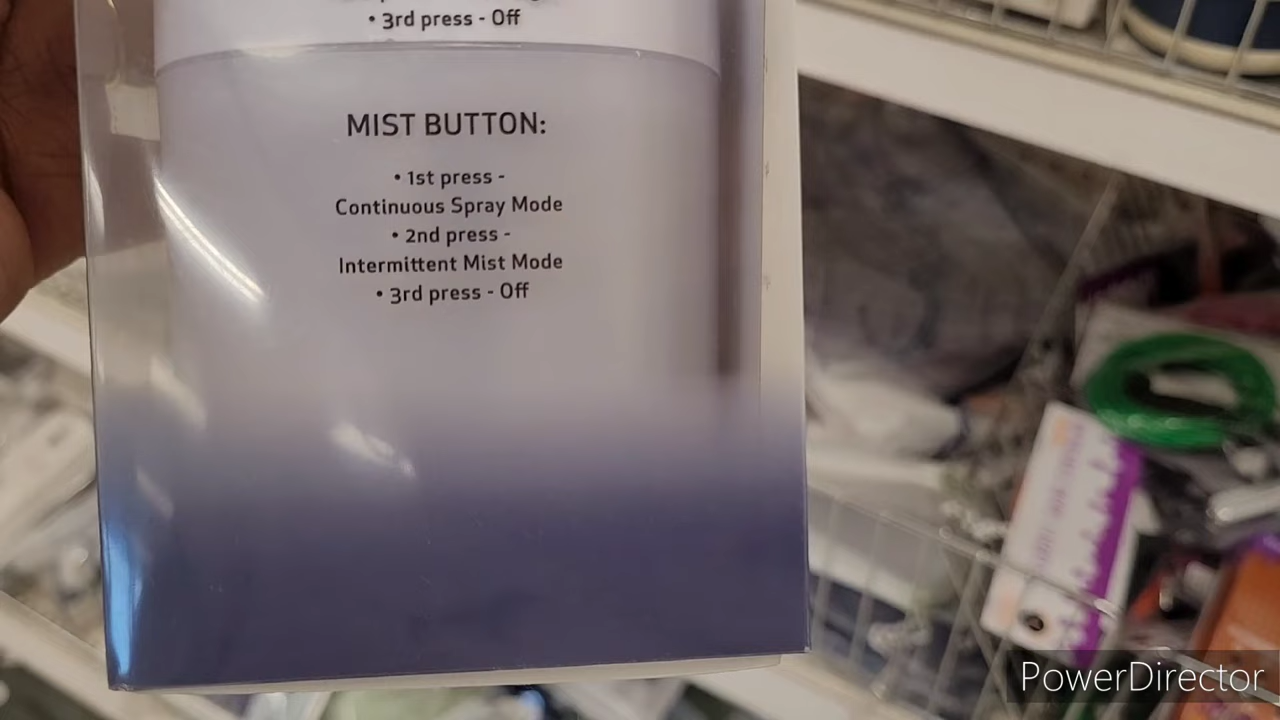 • 3rd press - Off
MIST BUTTON:
• 1st press -
Continuous Spray Mode
• 2nd press -
Intermittent Mist Mode
• 3rd press - Off
PowerDirector